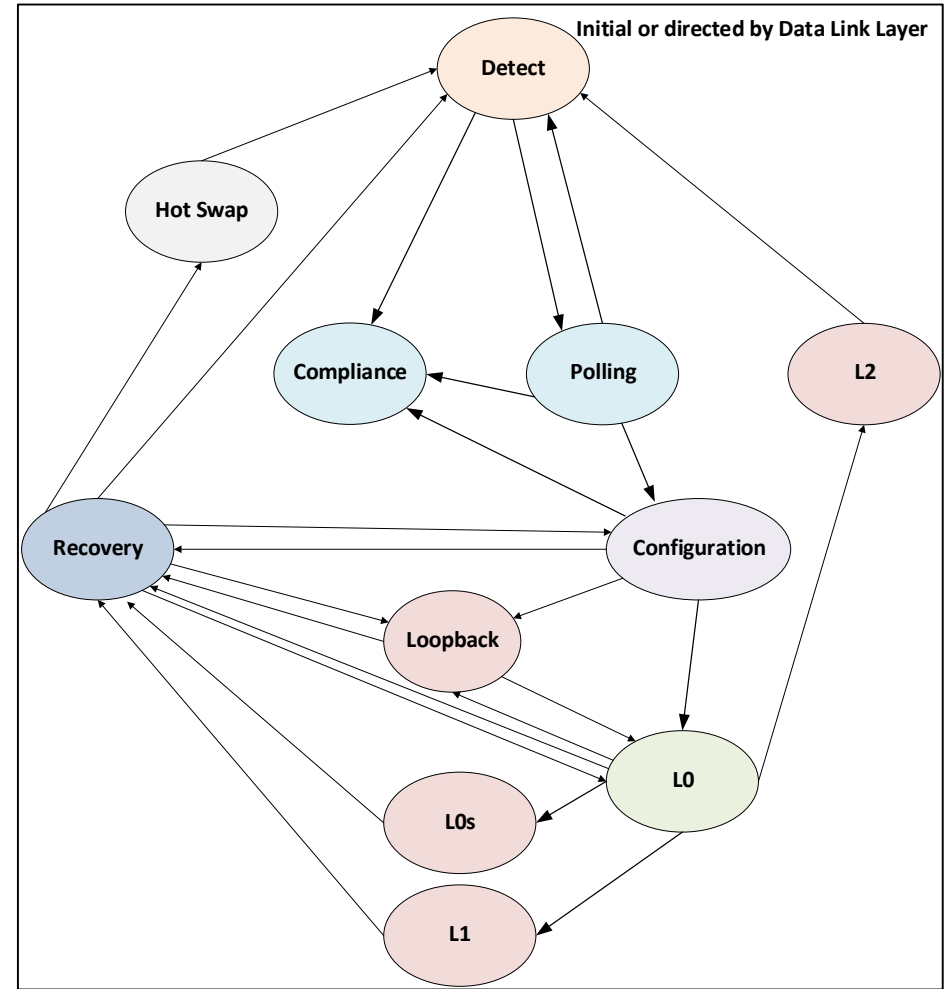 Initial or directed by Data Link Layer
Detect
Hot Swap
Compliance
Polling
L2
Recovery
Configuration
Loopback
L0
L0s
L1